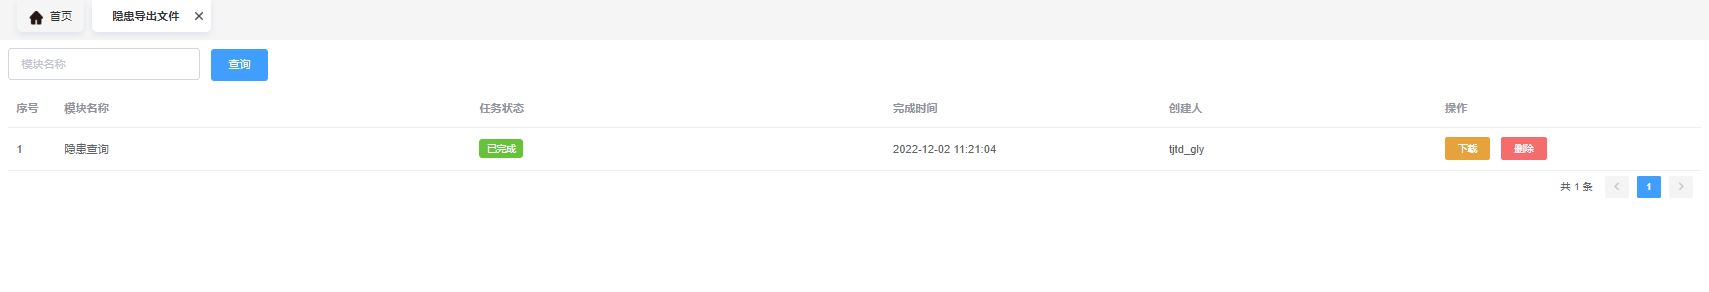 首页 隐患导出文件
模块名称 查询
序号 模块名称 任务状态 完成时间 创建人 操作
1 隐患查询 已完成 2022-12-02 11:21:04 tjtd_gly 下载 删除
共 1 条 1